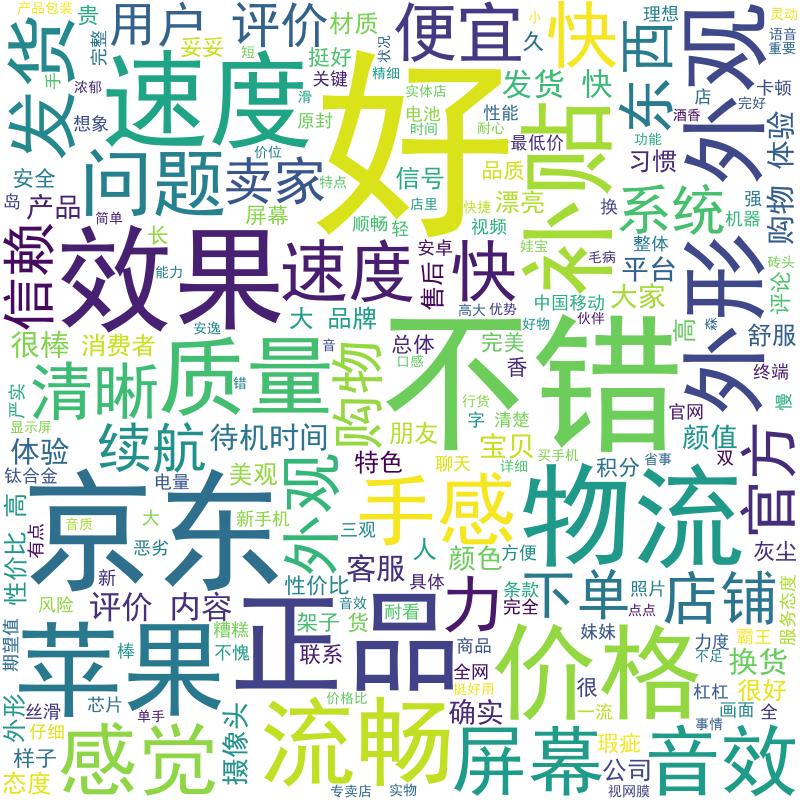 产品包装
贵
完整
用户
评价
材质
便宜
久
快
理想
灵动
小
语音
重要
发货
手
浓郁
想象
速度
妥妥
挺好
关键
短
状况
精细
好
实体店
滑
原封
电池
时间
发货 快
性能
耐心
最低价
东西
外观
店
卡顿
酒香
完好
功能
体验
补贴
问题
卖家
价位
特点
店里
信号
品质
快捷
漂亮
习惯
换
系统
购物
强
机器
安全
岛
产品
简单
屏幕
顺畅
轻
视频
信赖
效果
长
能力
速度
售后
安卓
快
娃宝
毛病
整体
平台
外形
评论
砖头
中国移动
大家
高大
优势
好物
伙伴
高
森
舒服
很棒
消费者
安逸
大
品牌
音
总体
口感
不错
完美
香
终端
慢
严实
显示屏
清晰
质量
错
购物
行货
字
清楚
官网
体验
续航
待机时间
朋友
宝贝
买手机
颜值
双
官方
钛合金
电量
美观
特色
聊天
详细
积分
省事
外观
手感
物流
京东
高
性价比
有点
音质
大
恶劣
新手机
三观
人
颜色
方便
灰尘
新
性价比
客服
具体
条款
完全
下单
照片
点点
店铺
服务态度
风险
评价
内容
音效
架子
货
耐看
力
期望值
苹果
棒
糟糕
不愧
联系
正品
商品
全网
妹妹
力度
不足
霸王
换货
价格
外形
丝滑
仔细
芯片
单手
摄像头
价格比
挺好用
确实
很
一流
杠杠
事情
很好
画面
全
样子
态度
感觉
流畅
专卖店
实物
屏幕
瑕疵
公司
视网膜
音效